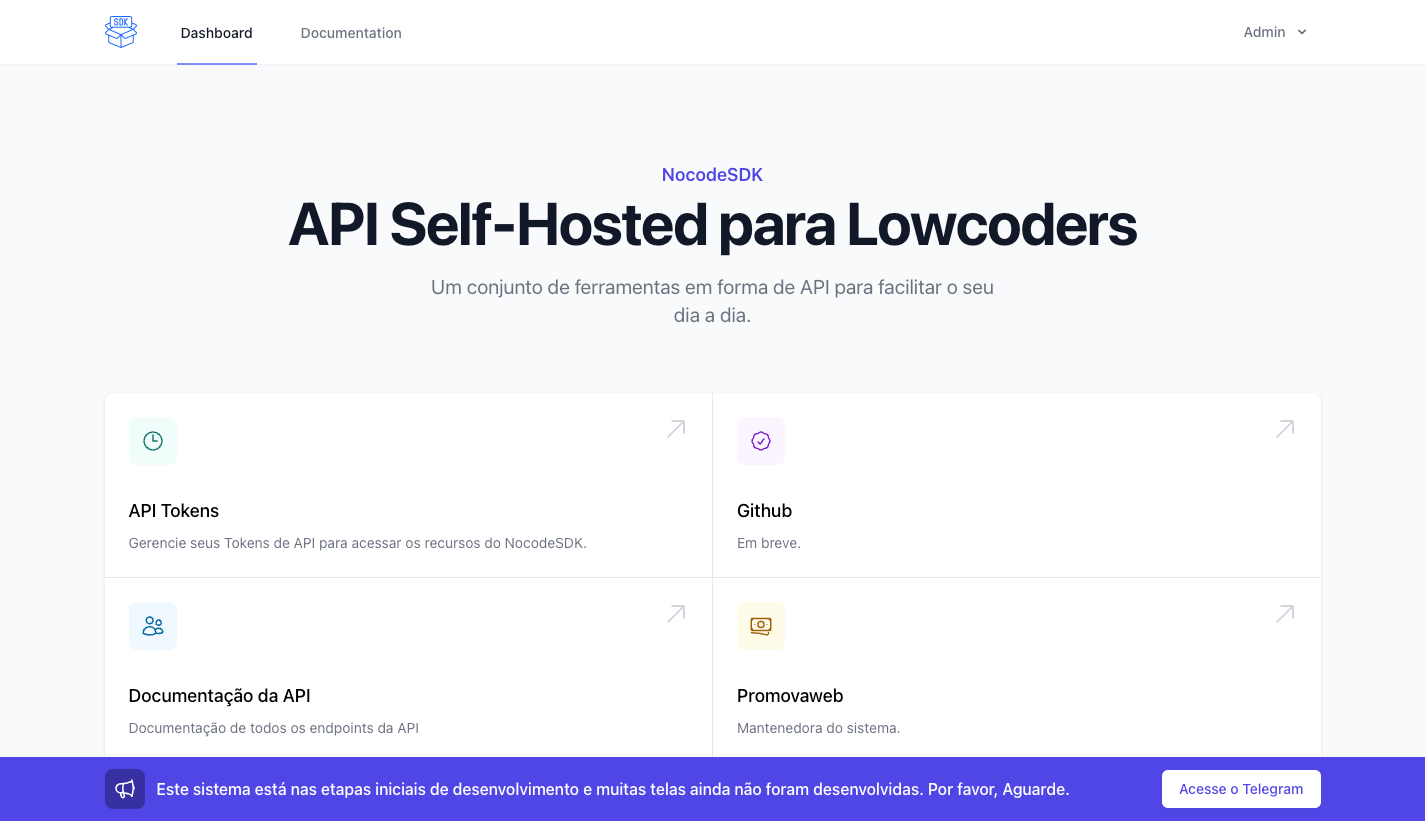 SDK
Dashboard
Documentation
Admin
NocodeSDK
API Self-Hosted para Lowcoders
Um conjunto de ferramentas em forma de API para facilitar o seu
dia a dia.
API Tokens
Gerencie seus Tokens de API para acessar os recursos do NocodeSDK.
Github
Em breve.
Documentação da API
Documentação de todos os endpoints da API
Promovaweb
Mantenedora do sistema.
Este sistema está nas etapas iniciais de desenvolvimento e muitas telas ainda não foram desenvolvidas. Por favor, Aguarde.
Acesse o Telegram